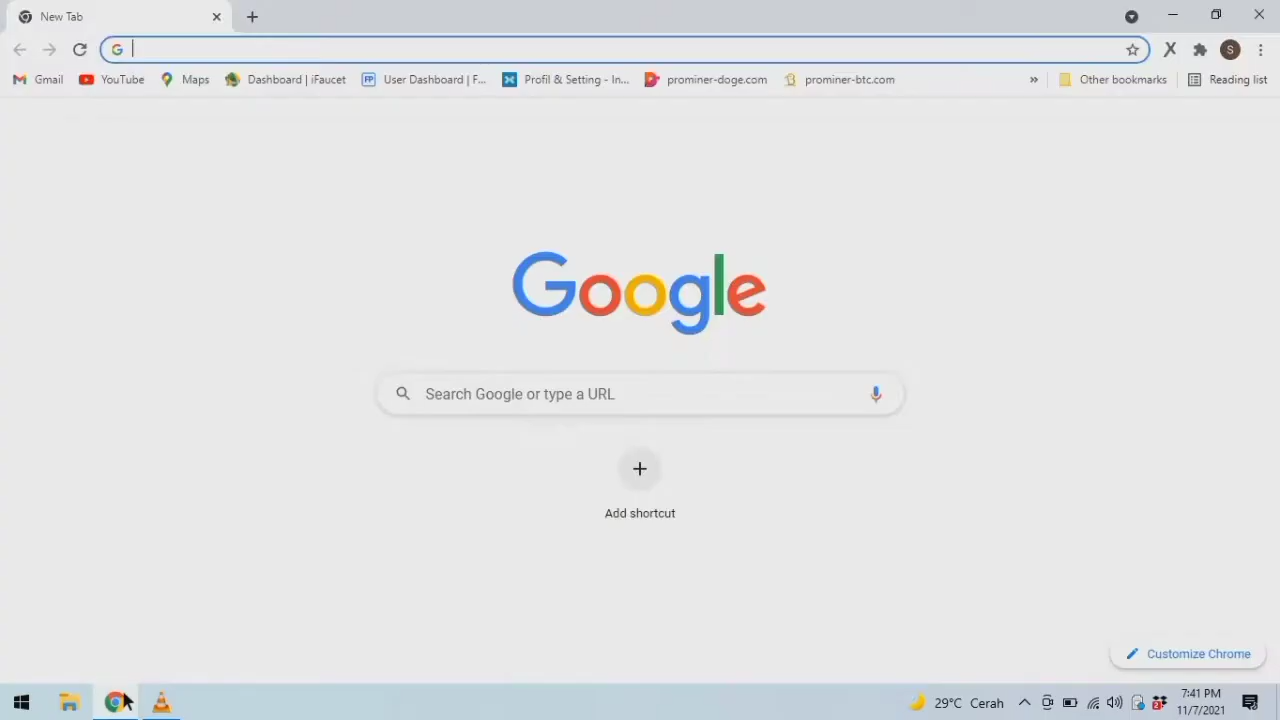 New Tab
Gmail YouTube Maps Dashboard | iFaucet User Dashboard | F... Profil & Setting - In... prominer-doge.com prominer-btc.com » Other bookmarks Reading list
Google
Search Google or type a URL
Add shortcut
Customize Chrome
29°C Cerah
7:41 PM
11/7/2021